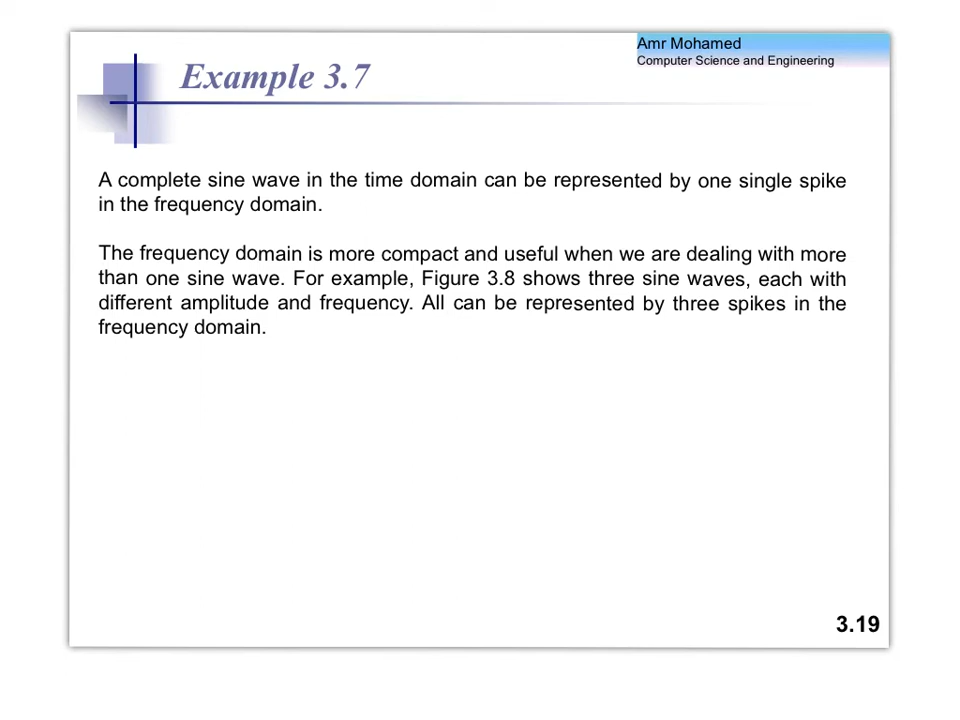 Amr Mohamed
Computer Science and Engineering
Example 3.7
A complete sine wave in the time domain can be represented by one single spike
in the frequency domain.
The frequency domain is more compact and useful when we are dealing with more
than one sine wave. For example, Figure 3.8 shows three sine waves, each with
different amplitude and frequency. All can be represented by three spikes in the
frequency domain.
3.19